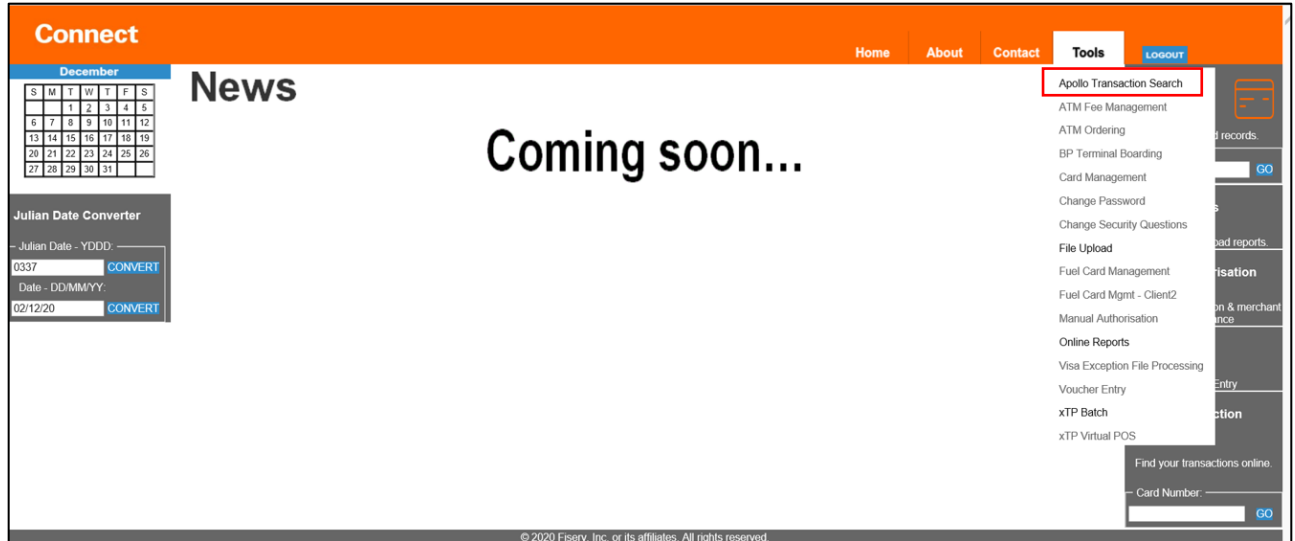 Connect
Home About Contact Tools LOGOUT
December
S M T W T F S
1 2 3 4 5
6 7 8 9 10 11 12
13 14 15 16 17 18 19
20 21 22 23 24 25 26
27 28 29 30 31
Julian Date Converter
Julian Date - YDDD:
0337 CONVERT
Date - DD/MM/YY:
02/12/20 CONVERT
News
Coming soon...
Apollo Transaction Search
ATM Fee Management
ATM Ordering
BP Terminal Boarding
Card Management
Change Password
Change Security Questions
File Upload
Fuel Card Management
Fuel Card Mgmt - Client2
Manual Authorisation
Online Reports
Visa Exception File Processing
Voucher Entry
xTP Batch
xTP Virtual POS
records.
GO
reports.
& merchant
Entry
Find your transactions online.
Card Number:
GO
© 2020 Fiserv, Inc. or its affiliates. All rights reserved.